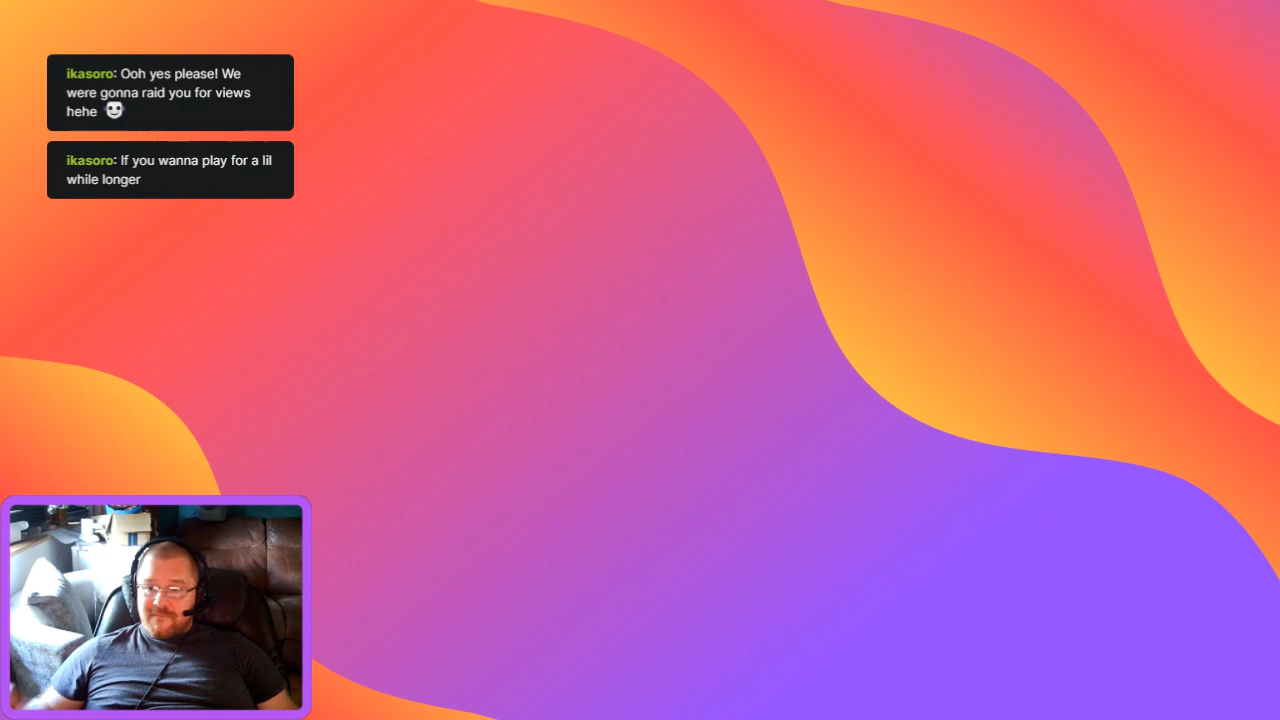 ikasoro: Ooh yes please! We
were gonna raid you for views
hehe
ikasoro: If you wanna play for a lil
while longer